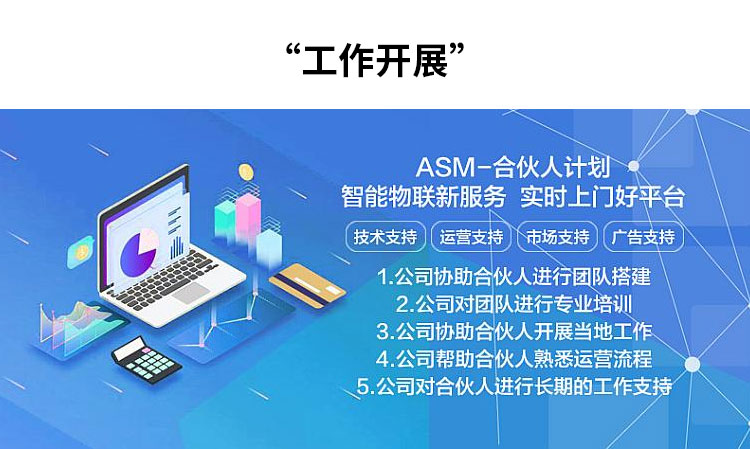 “工作开展”
ASM-合伙人计划
智能物联新服务 实时上门好平台
技术支持 运营支持 市场支持 广告支持
1.公司协助合伙人进行团队搭建
2.公司对团队进行专业培训
3.公司协助合伙人开展当地工作
4.公司帮助合伙人熟悉运营流程
5.公司对合伙人进行长期的工作支持